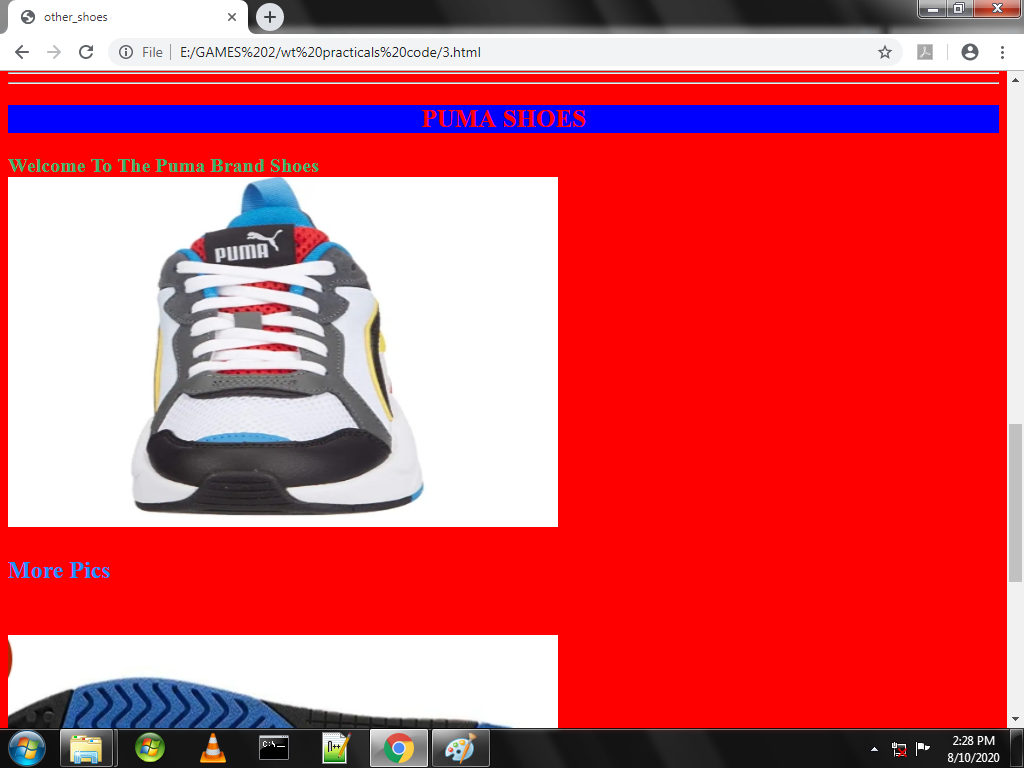 other_shoes
File
E:/GAMES%202/wt%20practicals%20code/3.html
PUMA SHOES
Welcome To The Puma Brand Shoes
PUMA
More Pics
C:\_
2:28 PM
8/10/2020